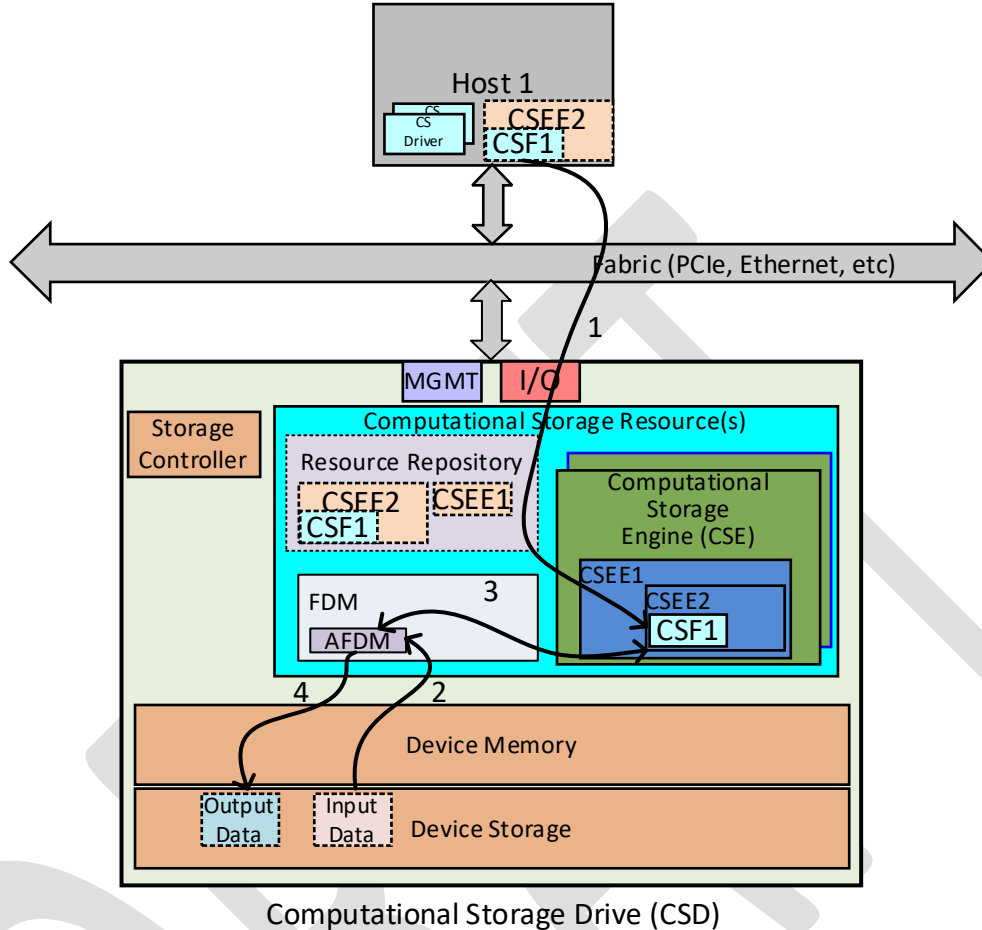 Host 1
CS
CS
Driver
CSEE2
CSF1
Fabric (PCIe, Ethernet, etc)
1
MGMT
I/O
Storage
Controller
Computational Storage Resource(s)
Resource Repository
CSEE2
CSEE1
CSF1
Computational
Storage
Engine (CSE)
CSEE1
CSEE2
CSF1
3
FDM
AFDM
4
2
Device Memory
Output
Data
Input
Data
Device Storage
Computational Storage Drive (CSD)